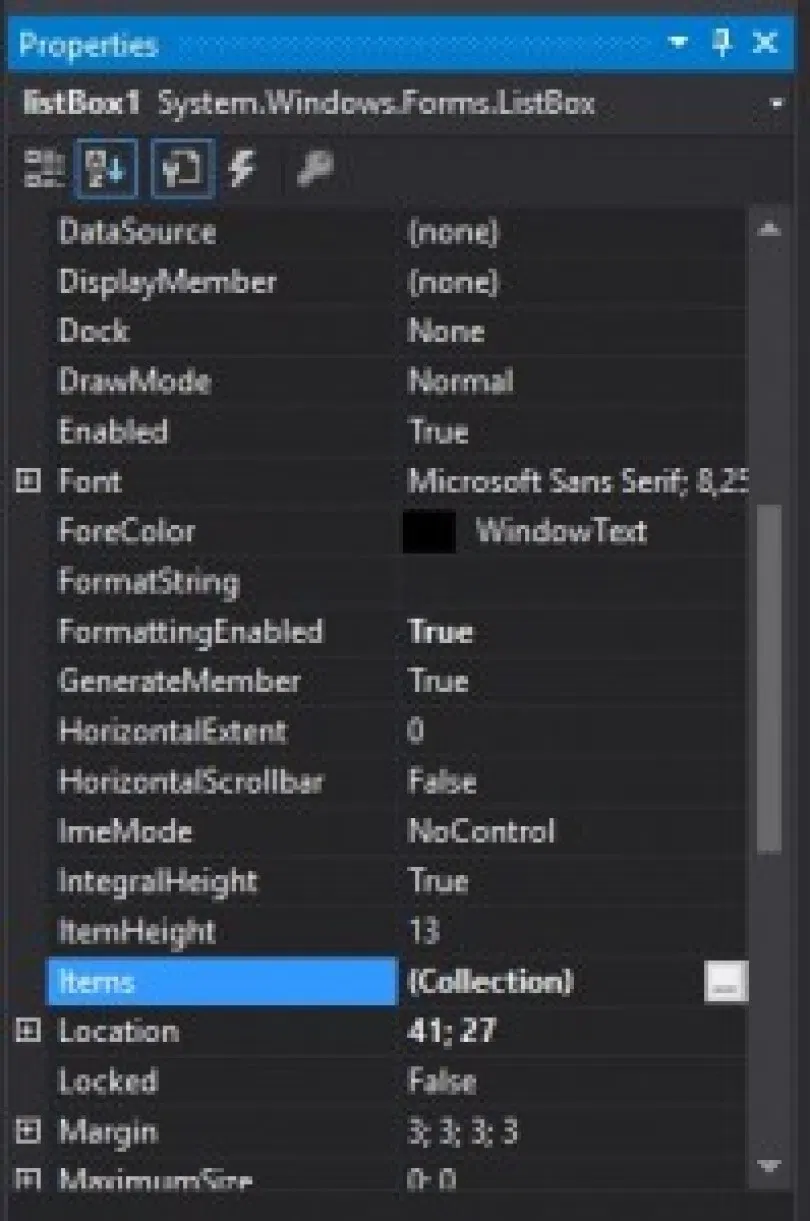 Properties
listBox1 System.Windows.Forms.ListBox
DataSource (none)
DisplayMember (none)
Dock None
DrawMode Normal
Enabled True
Font Microsoft Sans Serif; 8,25
ForeColor WindowText
FormatString
FormattingEnabled True
GenerateMember True
HorizontalExtent 0
HorizontalScrollbar False
ImeMode NoControl
IntegralHeight True
ItemHeight 13
Items (Collection) ...
Location 41; 27
Locked False
Margin 3; 3; 3; 3
MaximumSize 0; 0